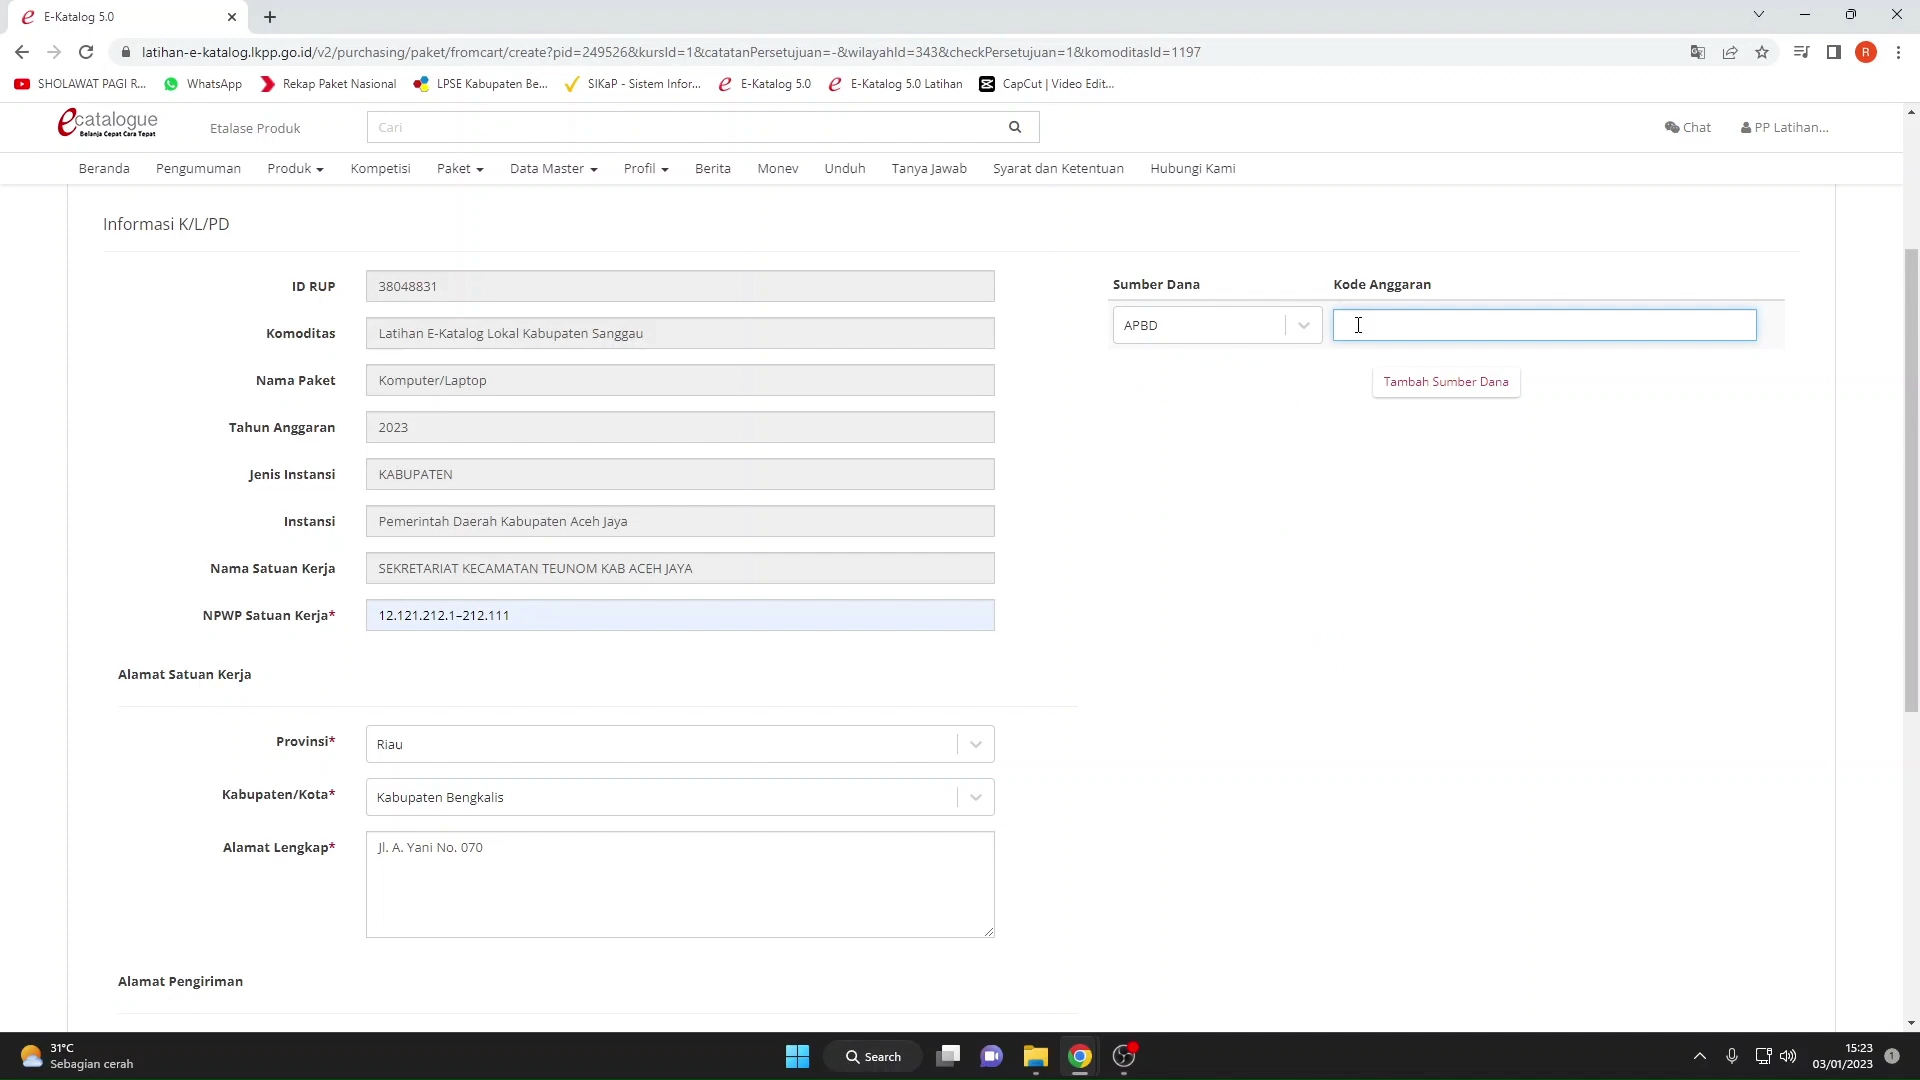 E-Katalog 5.0
latihan-e-katalog.lkpp.go.id/v2/purchasing/paket/fromcart/create?pid=249526&kursId=1&catatanPersetujuan=-&wilayahId=343&checkPersetujuan=1&komoditasId=1197
R
SHOLAWAT PAGI R... WhatsApp Rekap Paket Nasional LPSE Kabupaten Be... SIKaP - Sistem Infor... E-Katalog 5.0 E-Katalog 5.0 Latihan CapCut | Video Edit...
ecatalogue
Belanja Cepat Cara Tepat
Etalase Produk
Cari
Chat
PP Latihan...
Beranda Pengumuman Produk Kompetisi Paket Data Master Profil Berita Monev Unduh Tanya Jawab Syarat dan Ketentuan Hubungi Kami
Informasi K/L/PD
ID RUP 38048831
Komoditas Latihan E-Katalog Lokal Kabupaten Sanggau
Nama Paket Komputer/Laptop
Tahun Anggaran 2023
Jenis Instansi KABUPATEN
Instansi Pemerintah Daerah Kabupaten Aceh Jaya
Nama Satuan Kerja SEKRETARIAT KECAMATAN TEUNOM KAB ACEH JAYA
NPWP Satuan Kerja* 12.121.212.1–212.111
Sumber Dana Kode Anggaran
APBD
Tambah Sumber Dana
Alamat Satuan Kerja
Provinsi* Riau
Kabupaten/Kota* Kabupaten Bengkalis
Alamat Lengkap* Jl. A. Yani No. 070
Alamat Pengiriman
31°C
Sebagian cerah
Search
15:23
03/01/2023
1